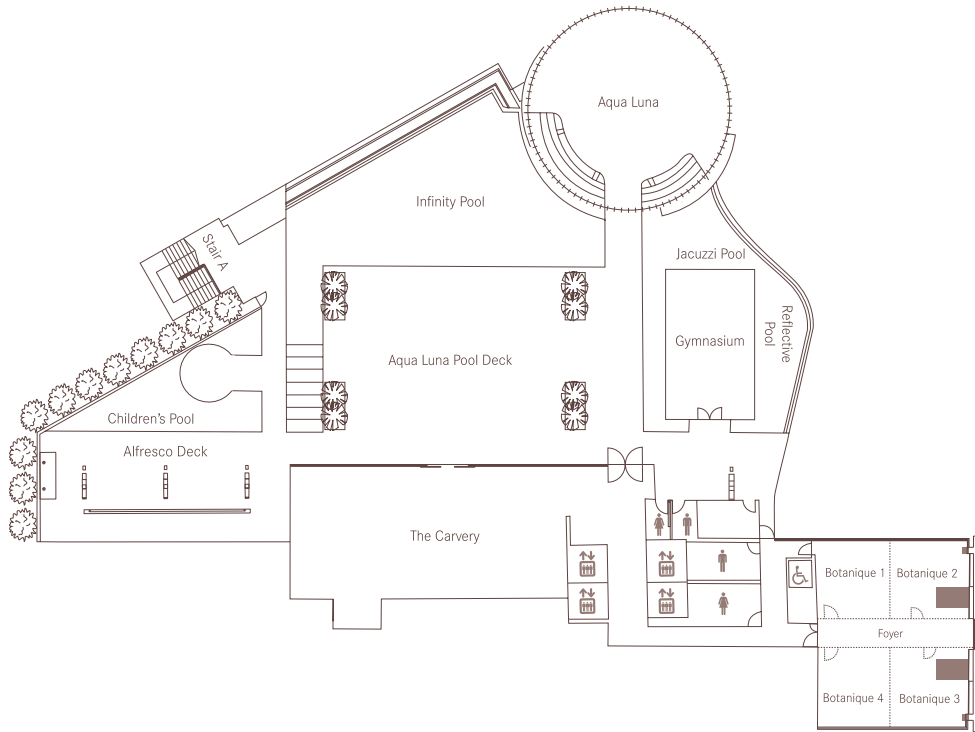 Aqua Luna
Infinity Pool
Stair A
Jacuzzi Pool
Reflective
Pool
Gymnasium
Aqua Luna Pool Deck
Children's Pool
Alfresco Deck
The Carvery
Botanique 1
Botanique 2
Foyer
Botanique 4
Botanique 3